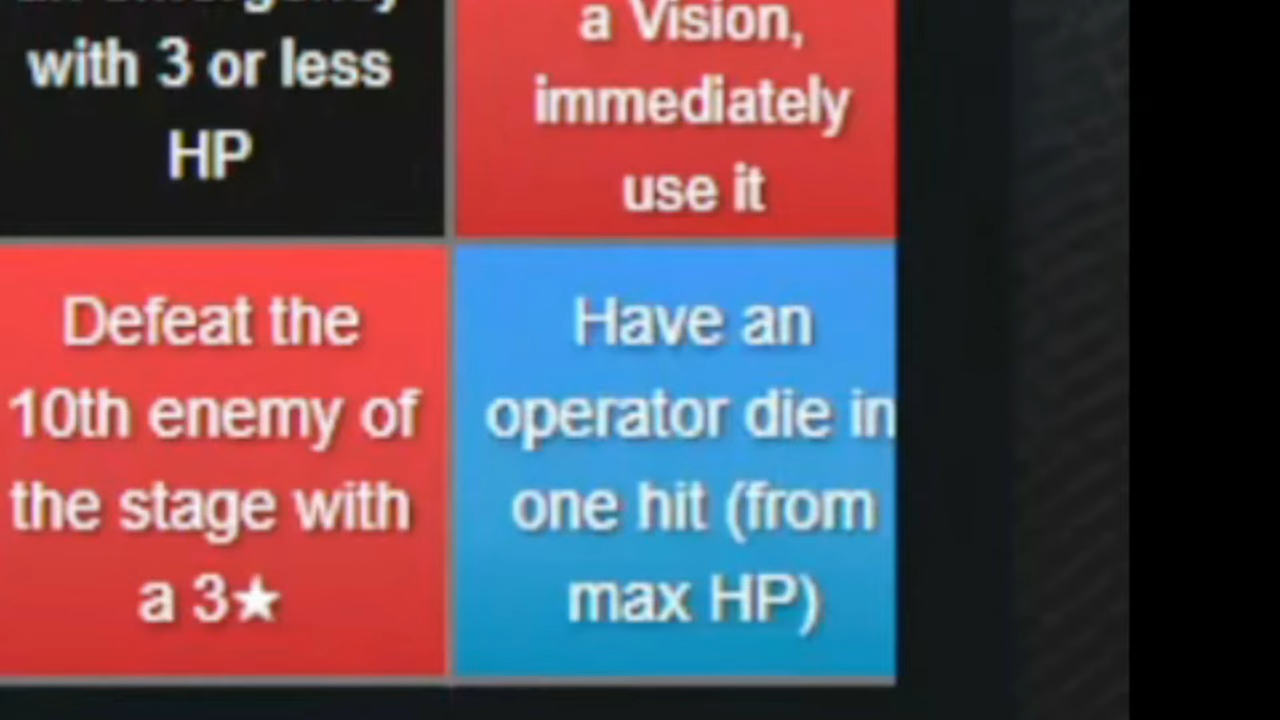 with 3 or less
HP
a Vision,
immediately
use it
Defeat the
10th enemy of
the stage with
a 3★
Have an
operator die in
one hit (from
max HP)